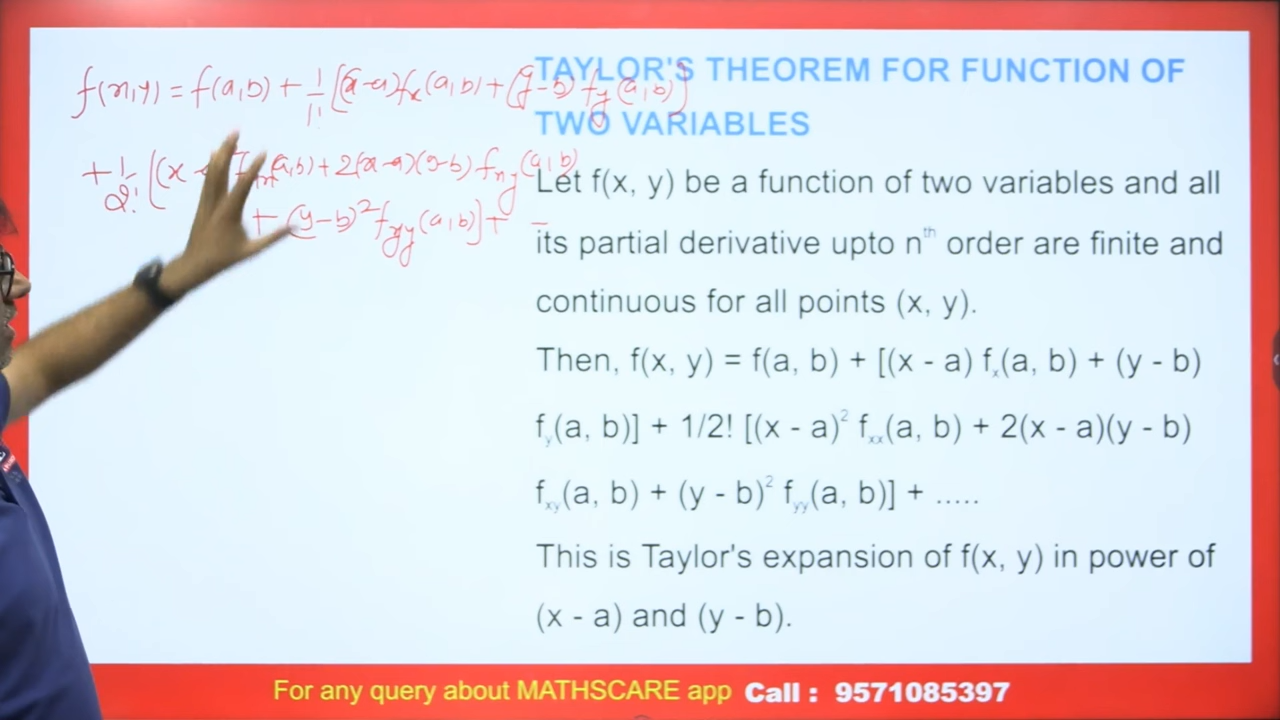 f(x,y) = f(a,b) + 1/1! [(x-a)fx(a,b) + (y-b) fy(a,b)]
+ 1/2! [(x (a,b) + 2(x-a)(y-b) fxy(a,b)
+ (y-b)² fyy(a,b)] + –
TAYLOR'S THEOREM FOR FUNCTION OF
TWO VARIABLES
Let f(x, y) be a function of two variables and all
its partial derivative upto nᵗʰ order are finite and
continuous for all points (x, y).
Then, f(x, y) = f(a, b) + [(x - a) fₓ(a, b) + (y - b)
fᵧ(a, b)] + 1/2! [(x - a)² fₓₓ(a, b) + 2(x - a)(y - b)
fₓᵧ(a, b) + (y - b)² fᵧᵧ(a, b)] + .....
This is Taylor's expansion of f(x, y) in power of
(x - a) and (y - b).
For any query about MATHSCARE app Call : 9571085397